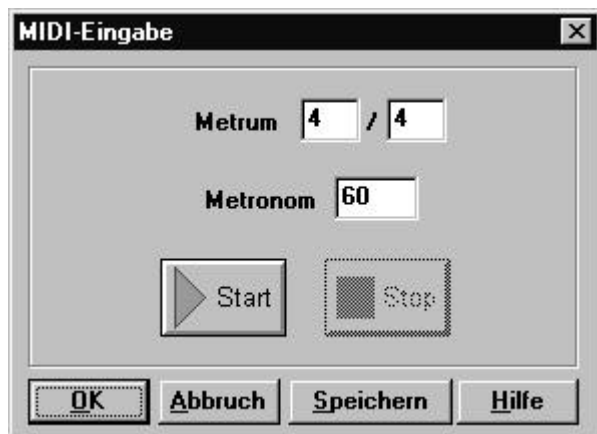 MIDI-Eingabe
Metrum 4 / 4
Metronom 60
Start Stop
OK Abbruch Speichern Hilfe